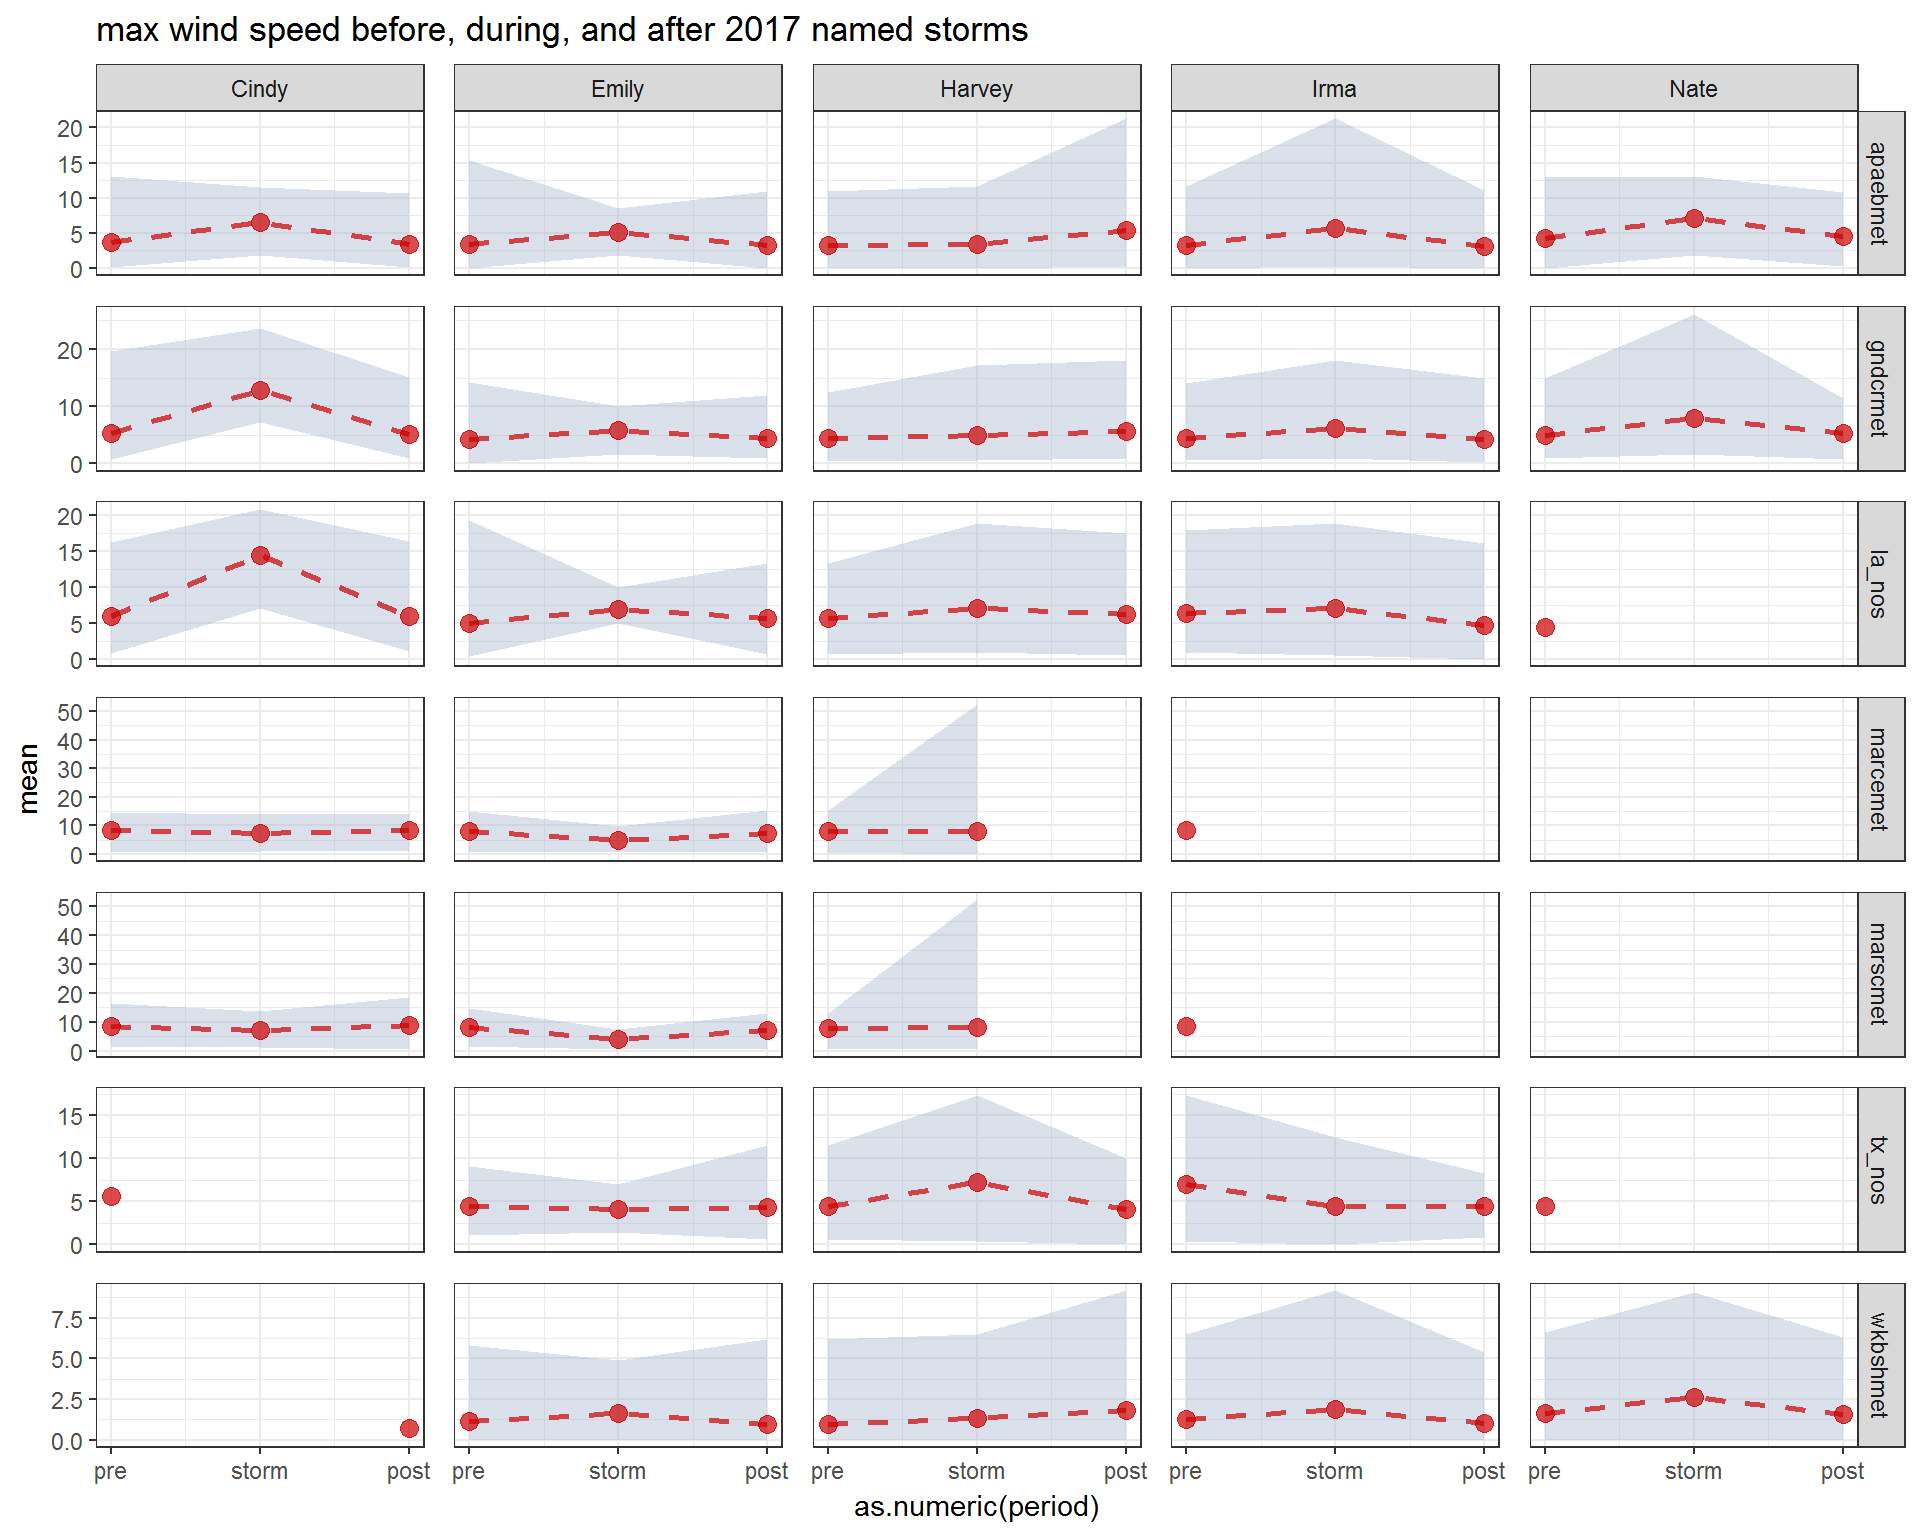 max wind speed before, during, and after 2017 named storms
Cindy Emily Harvey Irma Nate
20
15
10
5
0
apaebmet
20
10
0
gndcrmet
20
15
10
5
0
la_nos
50
40
30
20
10
0
marcemet
mean
50
40
30
20
10
0
marscmet
15
10
5
0
tx_nos
7.5
5.0
2.5
0.0
wkbshmet
pre storm post pre storm post pre storm post pre storm post pre storm post
as.numeric(period)